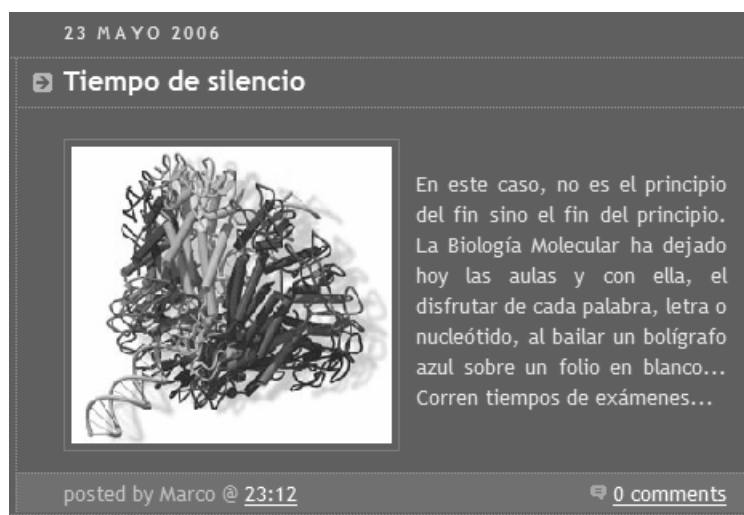 23 MAYO 2006
Tiempo de silencio
En este caso, no es el principio
del fin sino el fin del principio.
La Biología Molecular ha dejado
hoy las aulas y con ella, el
disfrutar de cada palabra, letra o
nucleótido, al bailar un bolígrafo
azul sobre un folio en blanco...
Corren tiempos de exámenes...
posted by Marco @ 23:12
0 comments